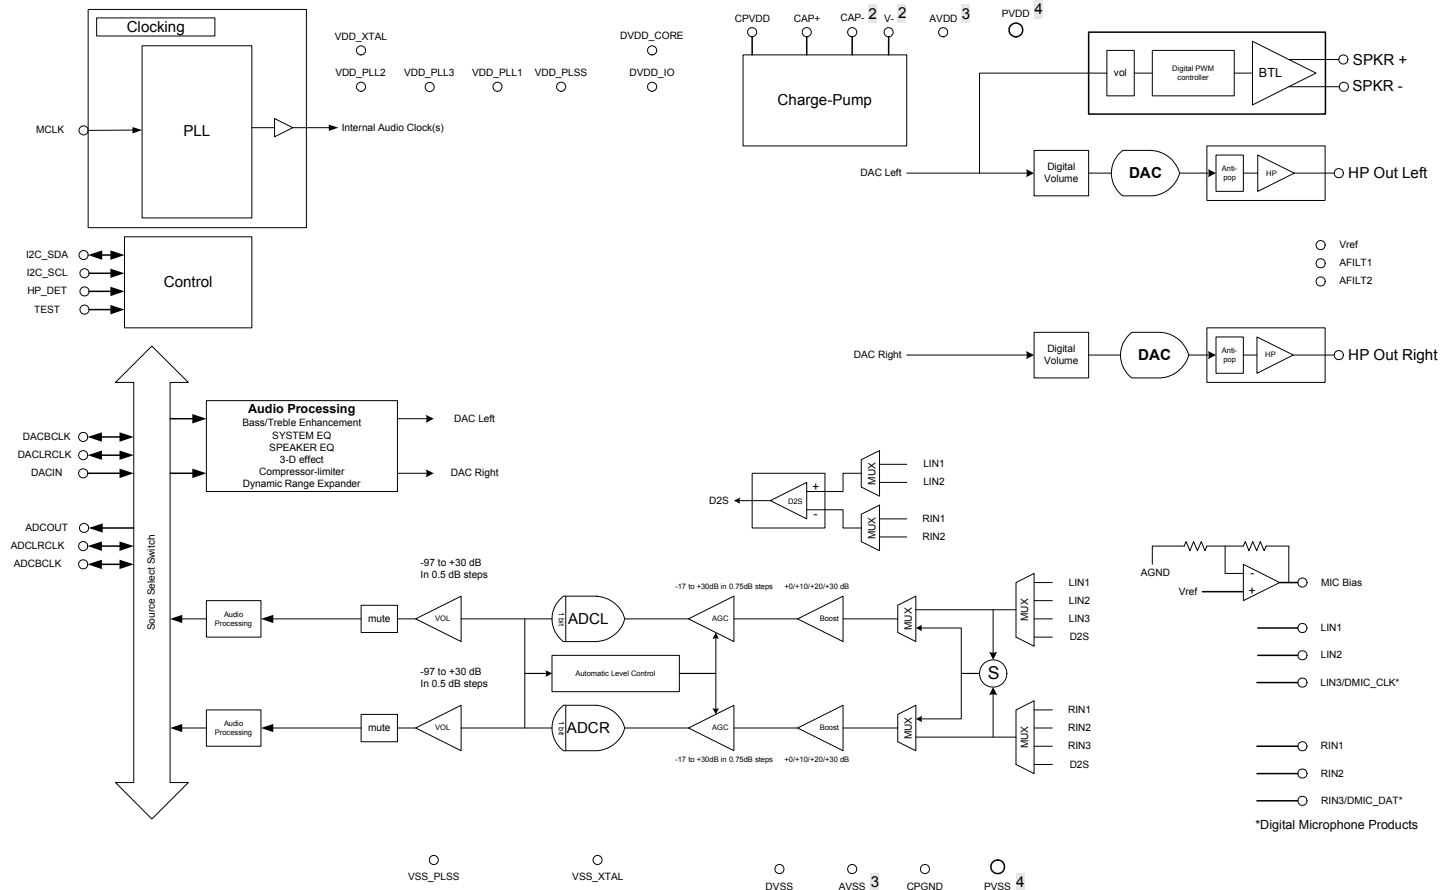 Clocking
PLL
MCLK
Internal Audio Clock(s)
VDD_XTAL
DVDD_CORE
VDD_PLL2
VDD_PLL3
VDD_PLL1
VDD_PLSS
DVDD_IO
CPVDD
CAP+
CAP- 2
V- 2
AVDD 3
PVDD 4
Charge-Pump
vol
Digital PWM
controller
BTL
SPKR +
SPKR -
DAC Left
Digital
Volume
DAC
Anti-
pop
HP
HP Out Left
I2C_SDA
I2C_SCL
HP_DET
TEST
Control
Vref
AFILT1
AFILT2
DAC Right
Digital
Volume
DAC
Anti-
pop
HP
HP Out Right
DACBCLK
DACLRCLK
DACIN
ADCOUT
ADCLRCLK
ADCBCLK
Source Select Switch
Audio Processing
Bass/Treble Enhancement
SYSTEM EQ
SPEAKER EQ
3-D effect
Compressor-limiter
Dynamic Range Expander
DAC Left
DAC Right
D2S
D2S
+
-
MUX
LIN1
LIN2
MUX
RIN1
RIN2
-97 to +30 dB
In 0.5 dB steps
-17 to +30dB in 0.75dB steps
+0/+10/+20/+30 dB
Audio
Processing
mute
VOL
1 bit
ADCL
AGC
Boost
MUX
MUX
LIN1
LIN2
LIN3
D2S
-97 to +30 dB
In 0.5 dB steps
Automatic Level Control
S
Audio
Processing
mute
VOL
1 bit
ADCR
AGC
Boost
MUX
MUX
RIN1
RIN2
RIN3
D2S
-17 to +30dB in 0.75dB steps
+0/+10/+20/+30 dB
AGND
Vref
-
+
MIC Bias
LIN1
LIN2
LIN3/DMIC_CLK*
RIN1
RIN2
RIN3/DMIC_DAT*
*Digital Microphone Products
VSS_PLSS
VSS_XTAL
DVSS
AVSS 3
CPGND
PVSS 4